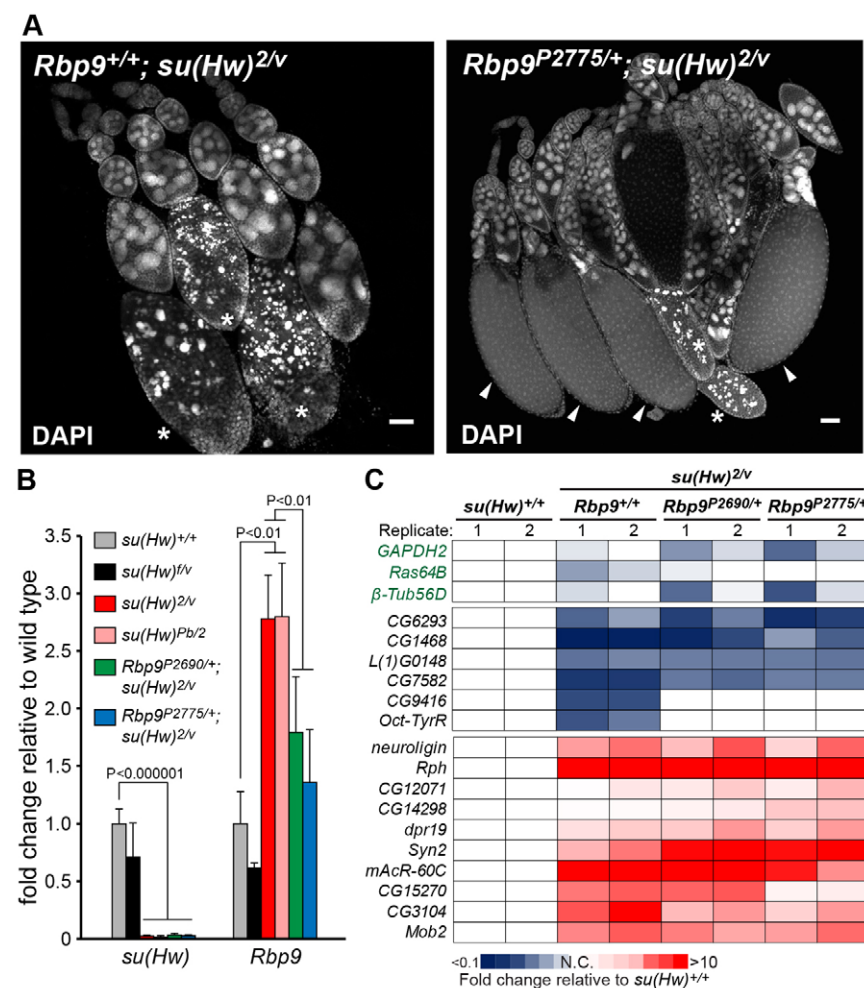 A
Rbp9+/+; su(Hw)2/v
Rbp9P2775/+; su(Hw)2/v
*
*
*
*
*
DAPI
DAPI
B
fold change relative to wild type
3.5
3.0
2.5
2.0
1.5
1.0
0.5
0
su(Hw)+/+
su(Hw)f/v
su(Hw)2/v
su(Hw)Pb/2
Rbp9P2690/+;
su(Hw)2/v
Rbp9P2775/+;
su(Hw)2/v
P<0.01
P<0.01
P<0.000001
su(Hw)
Rbp9
C
su(Hw)2/v
su(Hw)+/+ Rbp9+/+ Rbp9P2690/+ Rbp9P2775/+
Replicate: 1 2 1 2 1 2 1 2
GAPDH2
Ras64B
β-Tub56D
CG6293
CG1468
L(1)G0148
CG7582
CG9416
Oct-TyrR
neuroligin
Rph
CG12071
CG14298
dpr19
Syn2
mAcR-60C
CG15270
CG3104
Mob2
<0.1 N.C. >10
Fold change relative to su(Hw)+/+